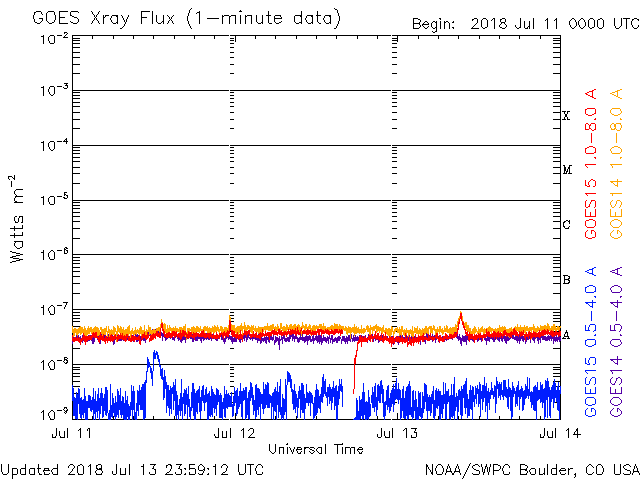 GOES Xray Flux (1-minute data)
Begin: 2018 Jul 11 0000 UTC
10-2
10-3
10-4
10-5
10-6
10-7
10-8
10-9
Watts m-2
X
M
C
B
A
GOES15 1.0-8.0 A
GOES14 1.0-8.0 A
GOES15 0.5-4.0 A
GOES14 0.5-4.0 A
Jul 11
Jul 12
Jul 13
Jul 14
Universal Time
Updated 2018 Jul 13 23:59:12 UTC
NOAA/SWPC Boulder, CO USA